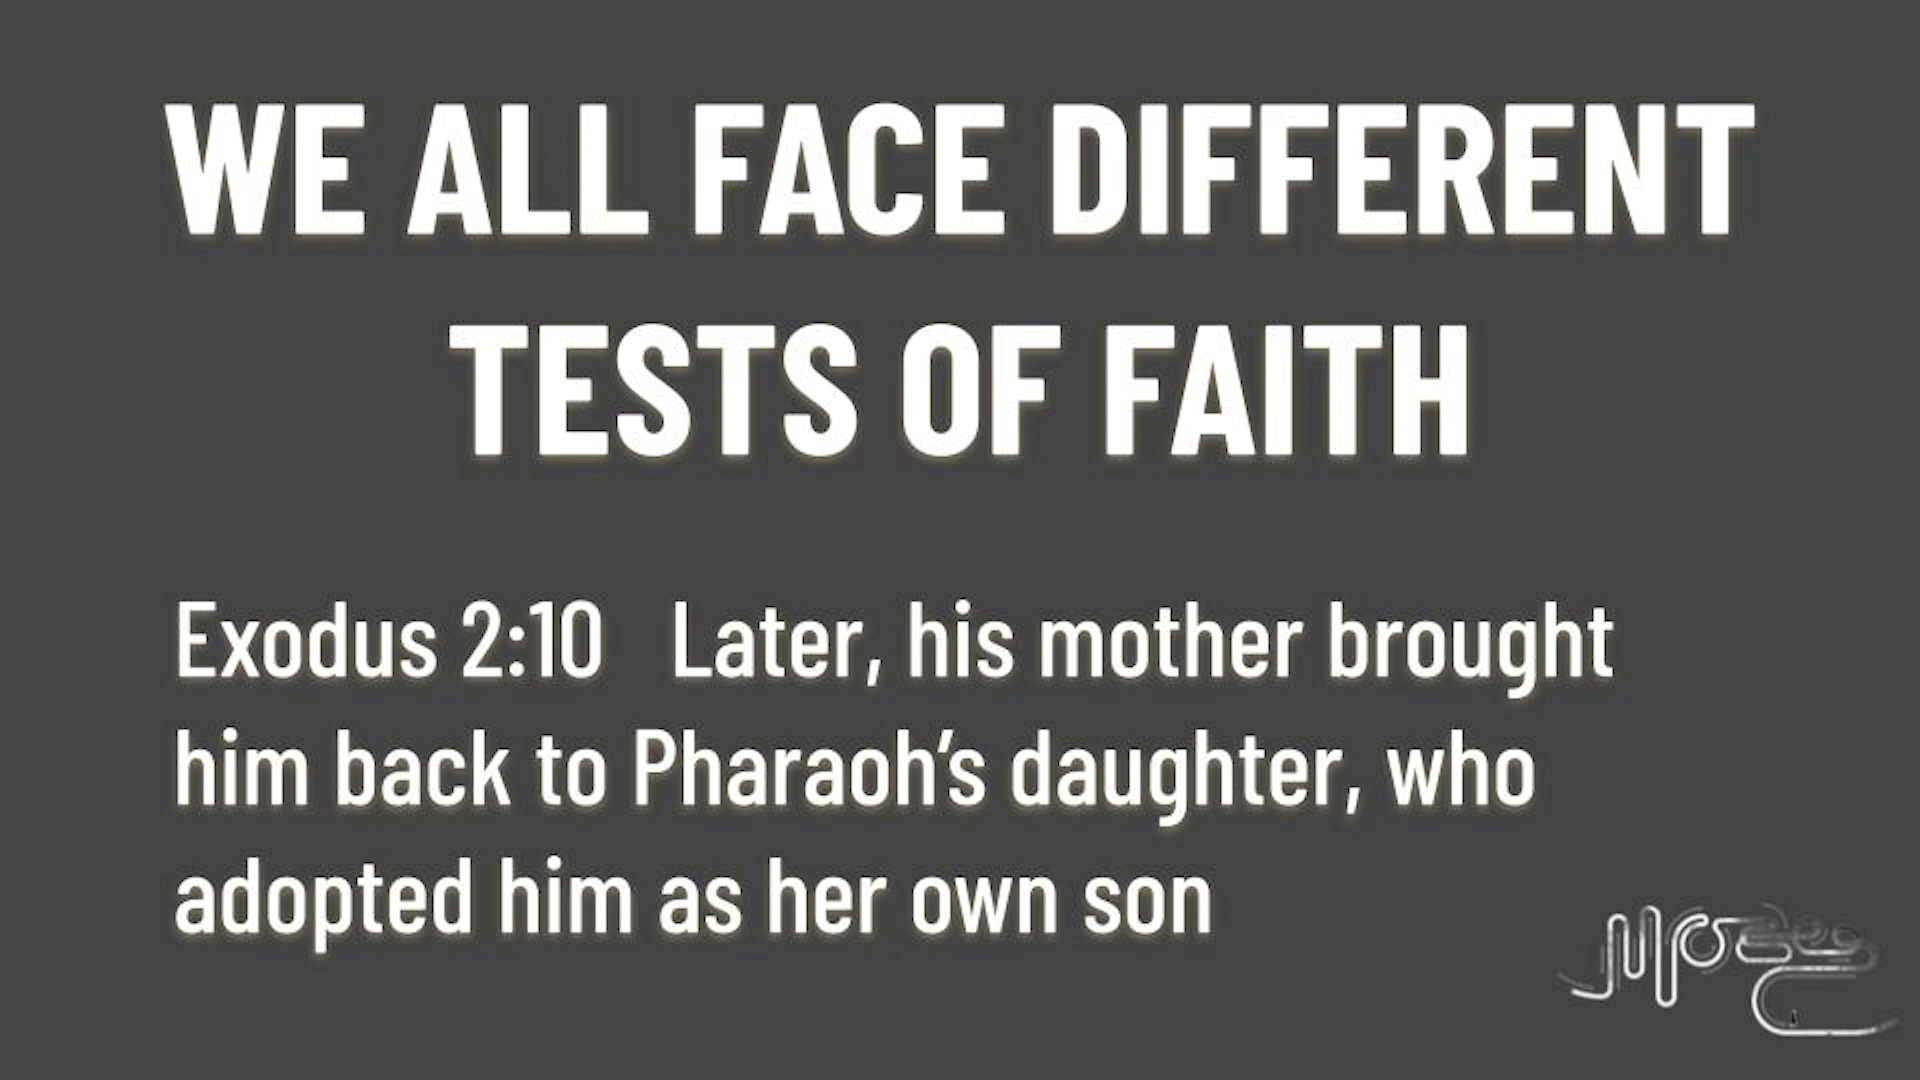 WE ALL FACE DIFFERENT
TESTS OF FAITH
Exodus 2:10 Later, his mother brought
him back to Pharaoh’s daughter, who
adopted him as her own son
Moses